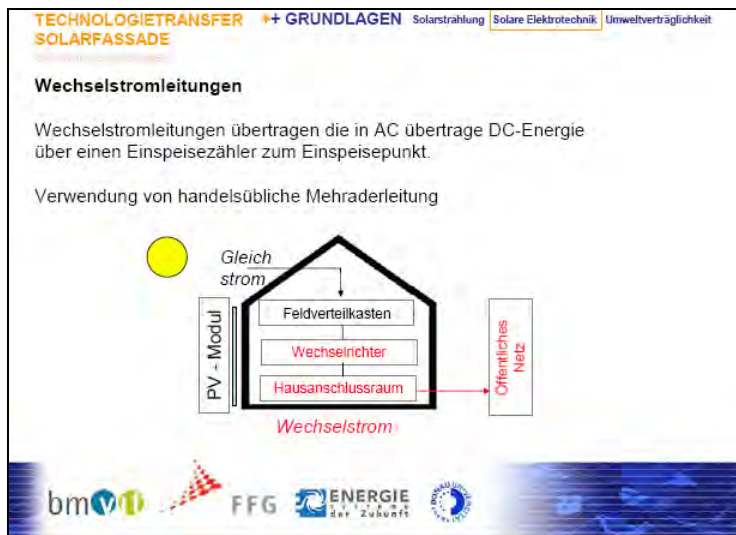 TECHNOLOGIETRANSFER
SOLARFASSADE
GRUNDLAGEN Solarstrahlung Solare Elektrotechnik Umweltverträglichkeit
Wechselstromleitungen
Wechselstromleitungen übertragen die in AC übertrage DC-Energie
über einen Einspeisezähler zum Einspeisepunkt.
Verwendung von handelsübliche Mehraderleitung
Gleich
strom
PV - Modul
Feldverteilkasten
Wechselrichter
Hausanschlussraum
Öffentliches
Netz
Wechselstrom
bmvit
FFG
ENERGIE
systeme
der Zukunft